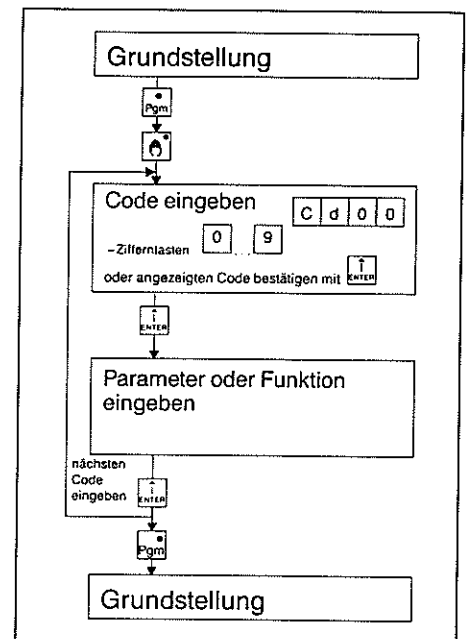 Grundstellung
Pgm
Code eingeben
C d 0 0
–Zifferntasten 0 ... 9
oder angezeigten Code bestätigen mit i ENTER
i ENTER
Parameter oder Funktion
eingeben
nächsten
Code
eingeben
i ENTER
Pgm
Grundstellung